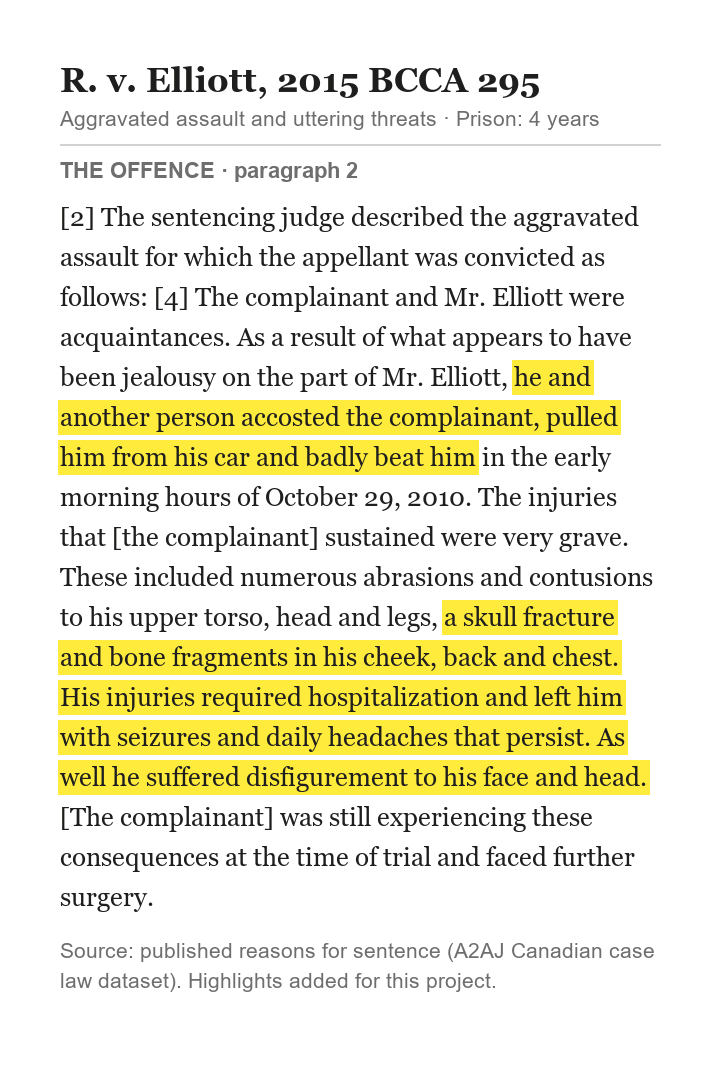 R. v. Elliott, 2015 BCCA 295
Aggravated assault and uttering threats · Prison: 4 years
THE OFFENCE · paragraph 2
[2] The sentencing judge described the aggravated
assault for which the appellant was convicted as
follows: [4] The complainant and Mr. Elliott were
acquaintances. As a result of what appears to have
been jealousy on the part of Mr. Elliott, he and
another person accosted the complainant, pulled
him from his car and badly beat him in the early
morning hours of October 29, 2010. The injuries
that [the complainant] sustained were very grave.
These included numerous abrasions and contusions
to his upper torso, head and legs, a skull fracture
and bone fragments in his cheek, back and chest.
His injuries required hospitalization and left him
with seizures and daily headaches that persist. As
well he suffered disfigurement to his face and head.
[The complainant] was still experiencing these
consequences at the time of trial and faced further
surgery.
Source: published reasons for sentence (A2AJ Canadian case
law dataset). Highlights added for this project.